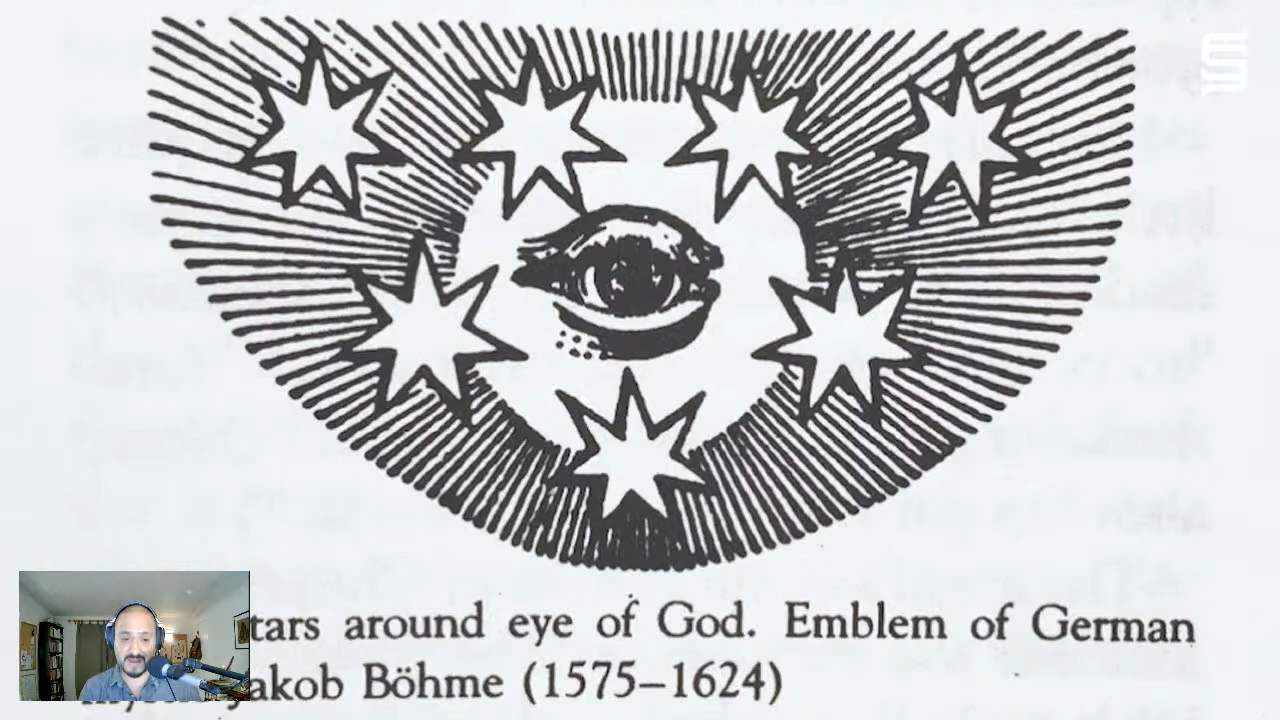 tars around eye of God. Emblem of German
akob Böhme (1575–1624)